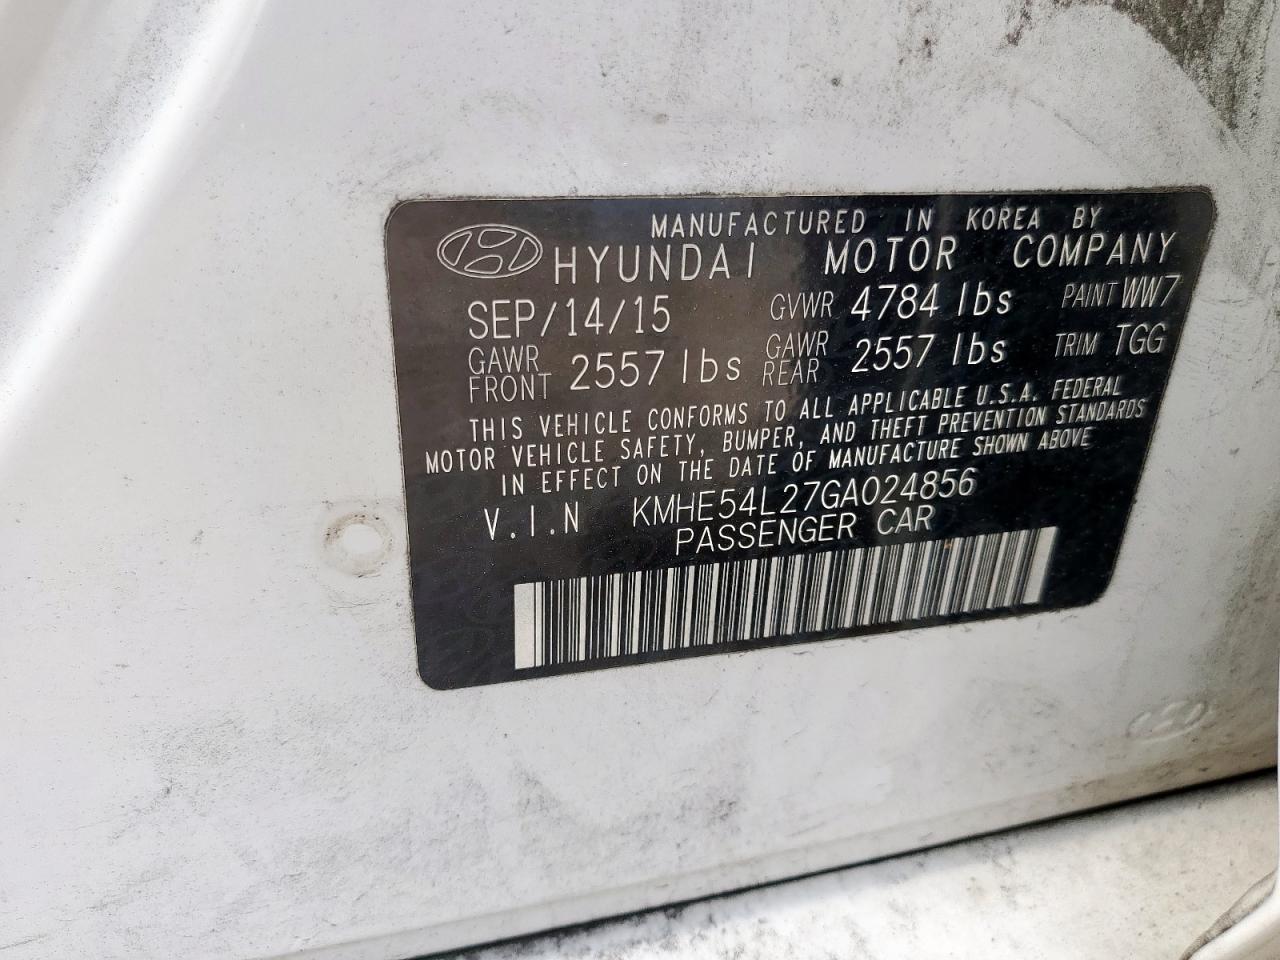 MANUFACTURED IN KOREA BY
HYUNDAI MOTOR COMPANY
SEP/14/15 GVWR 4784 lbs PAINT WW7
GAWR FRONT 2557 lbs GAWR REAR 2557 lbs TRIM TGG
THIS VEHICLE CONFORMS TO ALL APPLICABLE U.S.A. FEDERAL
MOTOR VEHICLE SAFETY, BUMPER, AND THEFT PREVENTION STANDARDS
IN EFFECT ON THE DATE OF MANUFACTURE SHOWN ABOVE
V.I.N KMHE54L27GA024856
PASSENGER CAR